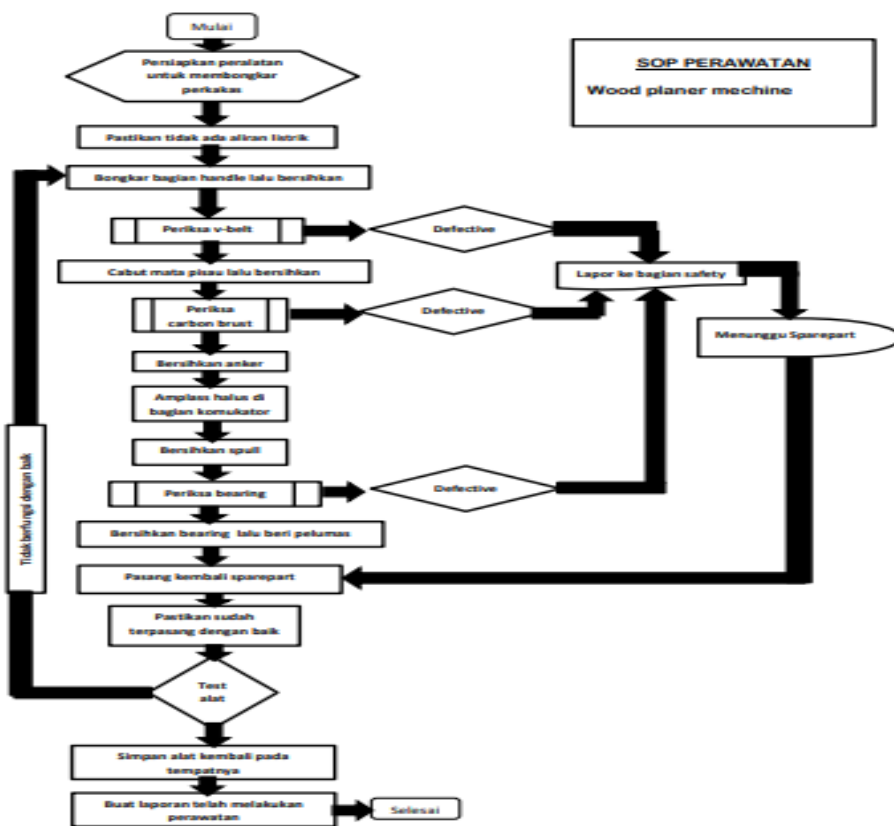 Mulai
Persiapkan peralatan
untuk membongkar
perkakas
SOP PERAWATAN
Wood planer mechine
Pastikan tidak ada aliran listrik
Bongkar bagian handle lalu bersihkan
Periksa v-belt
Defective
Cabut mata pisau lalu bersihkan
Lapor ke bagian safety
Periksa
carbon brust
Defective
Menunggu Sparepart
Bersihkan anker
Amplass halus di
bagian komukator
Bersihkan spull
Periksa bearing
Defective
Tidak berfungsi dengan baik
Bersihkan bearing lalu beri pelumas
Pasang kembali sparepart
Pastikan sudah
terpasang dengan baik
Test
alat
Simpan alat kembali pada
tempatnya
Buat laporan telah melakukan
perawatan
Selesai